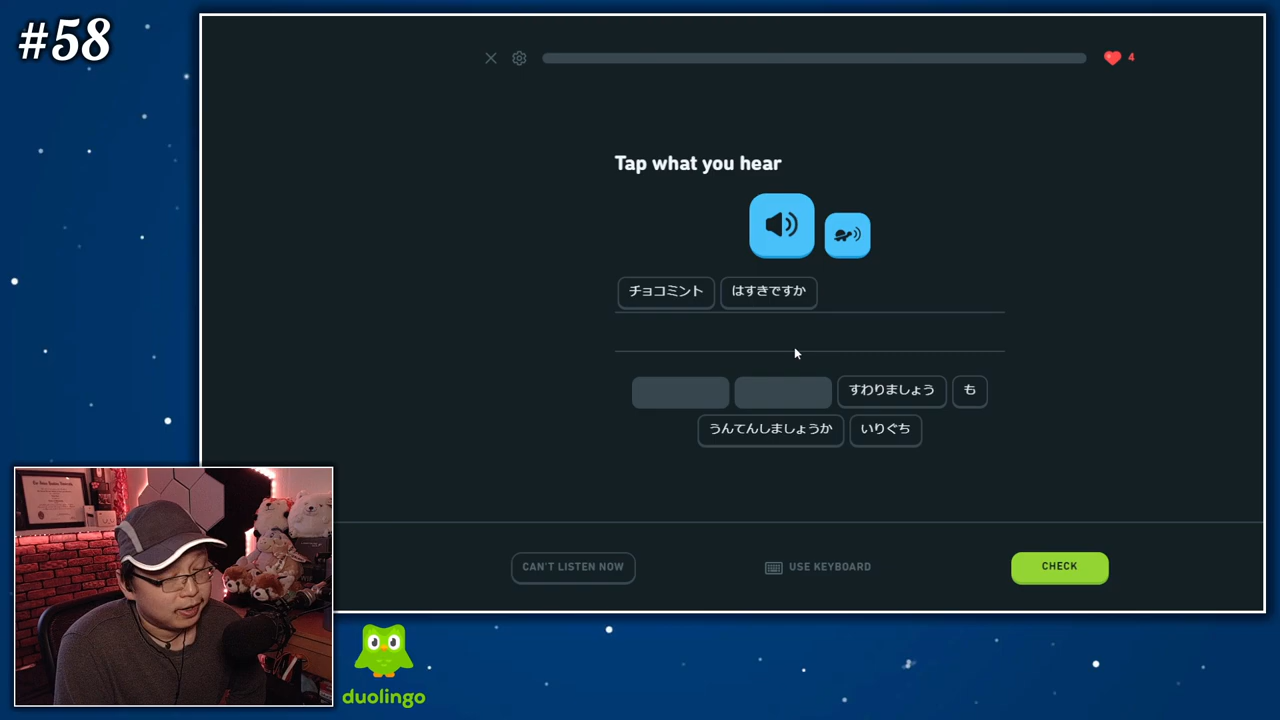 #58
4
Tap what you hear
チョコミント はすきですか
すわりましょう も
うんてんしましょうか いりぐち
CAN'T LISTEN NOW
USE KEYBOARD
CHECK
duolingo